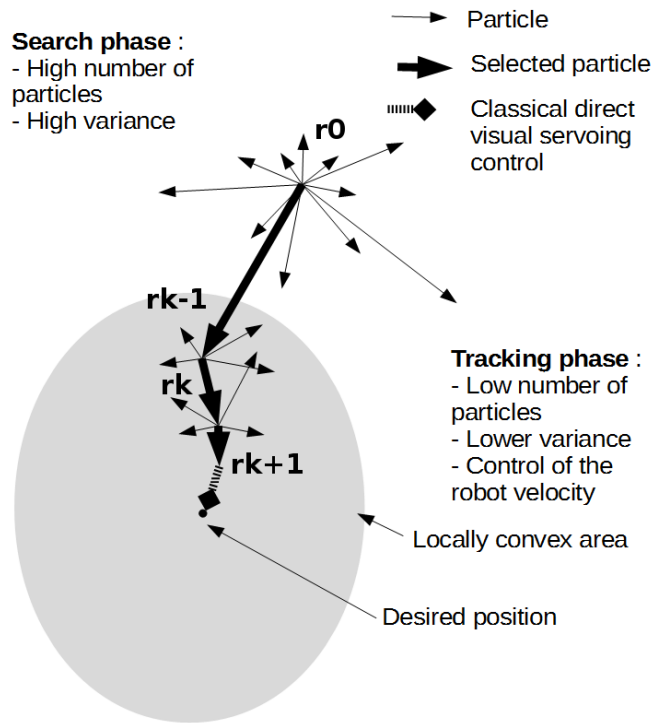 Search phase :
- High number of
particles
- High variance
Particle
Selected particle
Classical direct
visual servoing
control
r0
rk-1
rk
rk+1
Tracking phase :
- Low number of
particles
- Lower variance
- Control of the
robot velocity
Locally convex area
Desired position